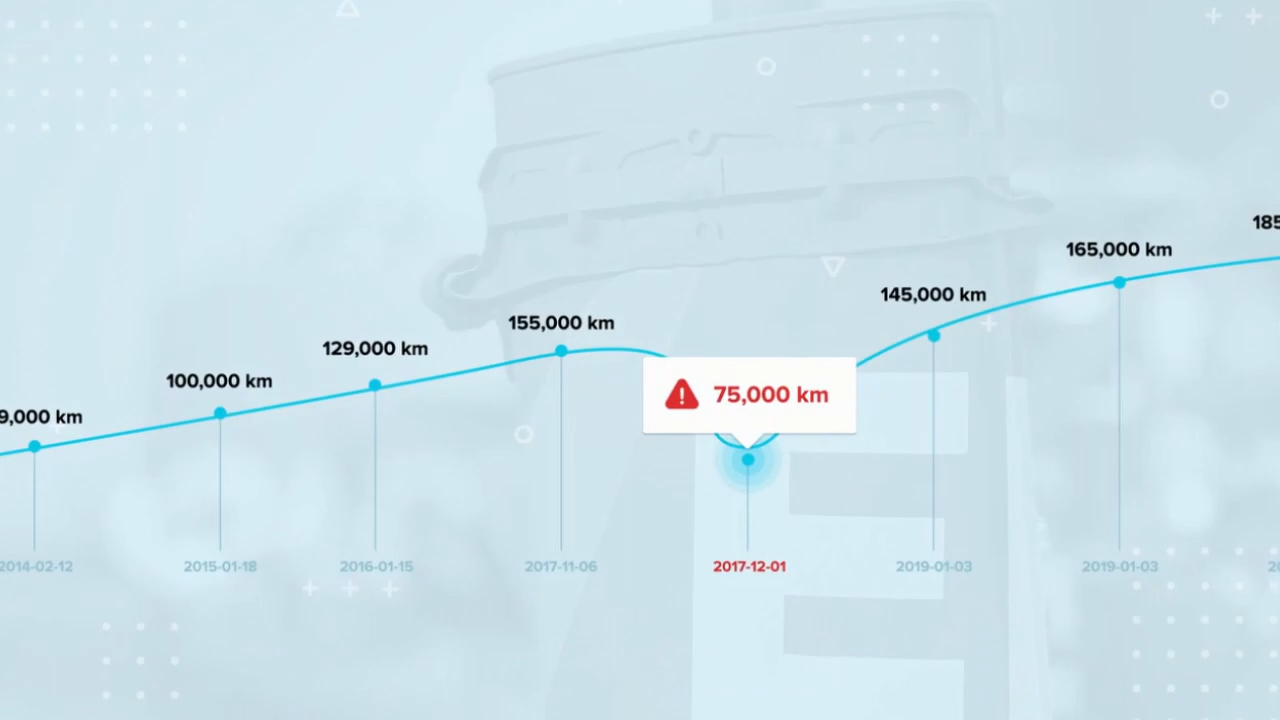 185
165,000 km
145,000 km
155,000 km
129,000 km
100,000 km
9,000 km
75,000 km
2014-02-12
2015-01-18
2016-01-15
2017-11-06
2017-12-01
2019-01-03
2019-01-03
20